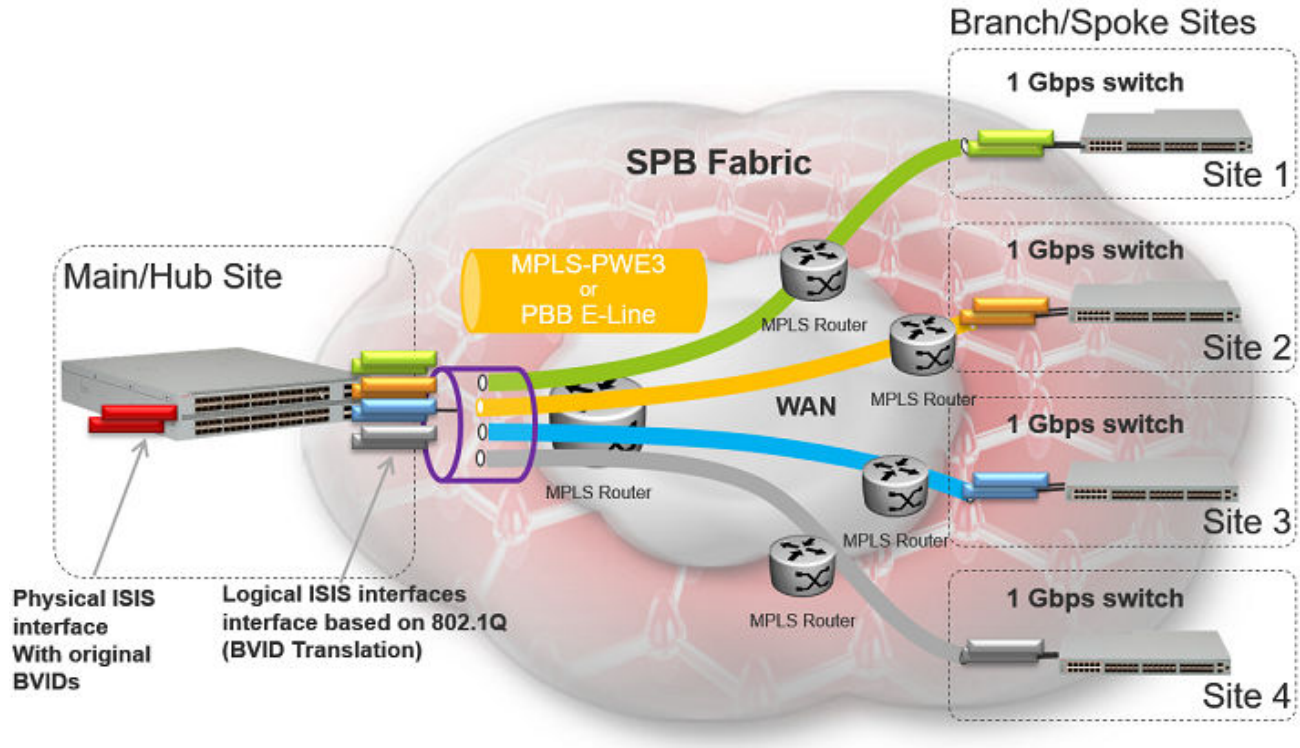 Branch/Spoke Sites
1 Gbps switch
Site 1
SPB Fabric
1 Gbps switch
Site 2
Main/Hub Site
MPLS-PWE3
or
PBB E-Line
MPLS Router
MPLS Router
WAN
1 Gbps switch
Site 3
MPLS Router
MPLS Router
1 Gbps switch
Site 4
MPLS Router
Physical ISIS
interface
With original
BVIDs
Logical ISIS interfaces
interface based on 802.1Q
(BVID Translation)